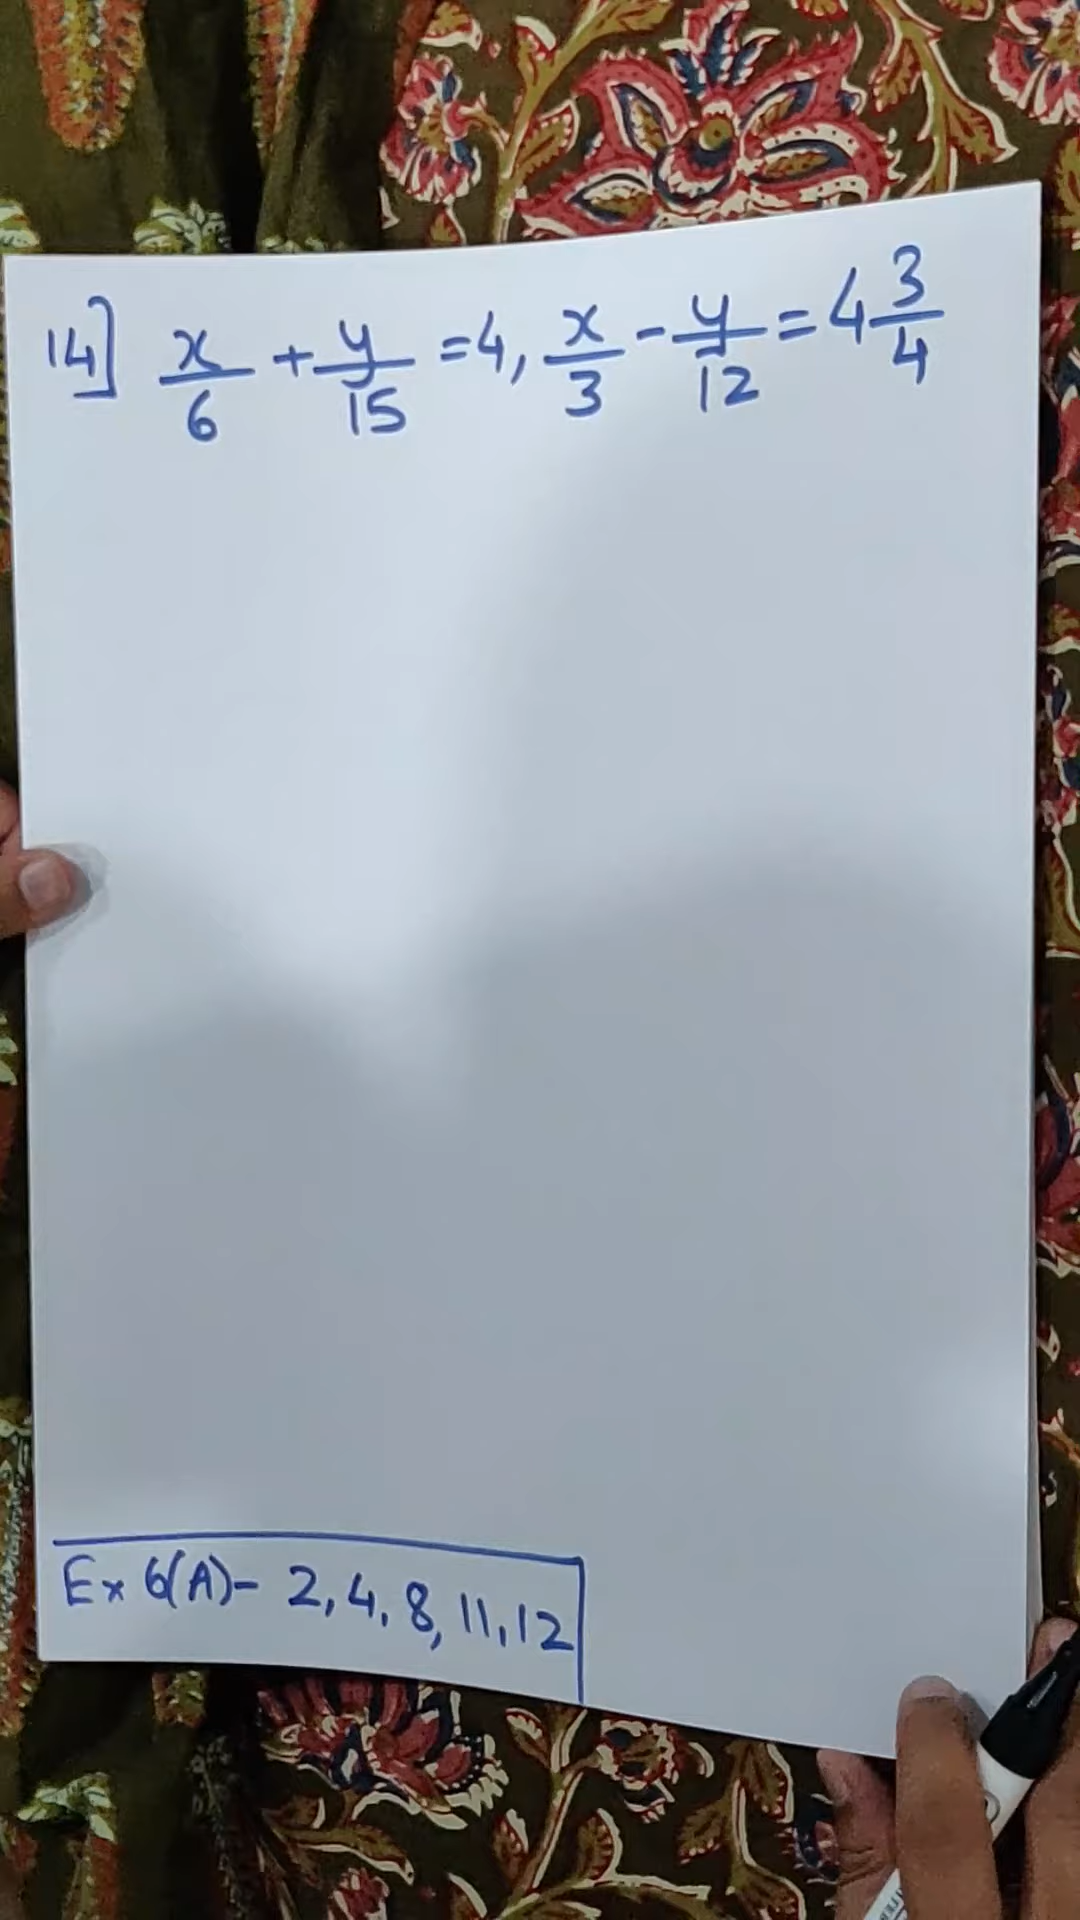 14] x/6 + y/15 = 4, x/3 - y/12 = 4 3/4
Ex 6(A)- 2, 4, 8, 11, 12